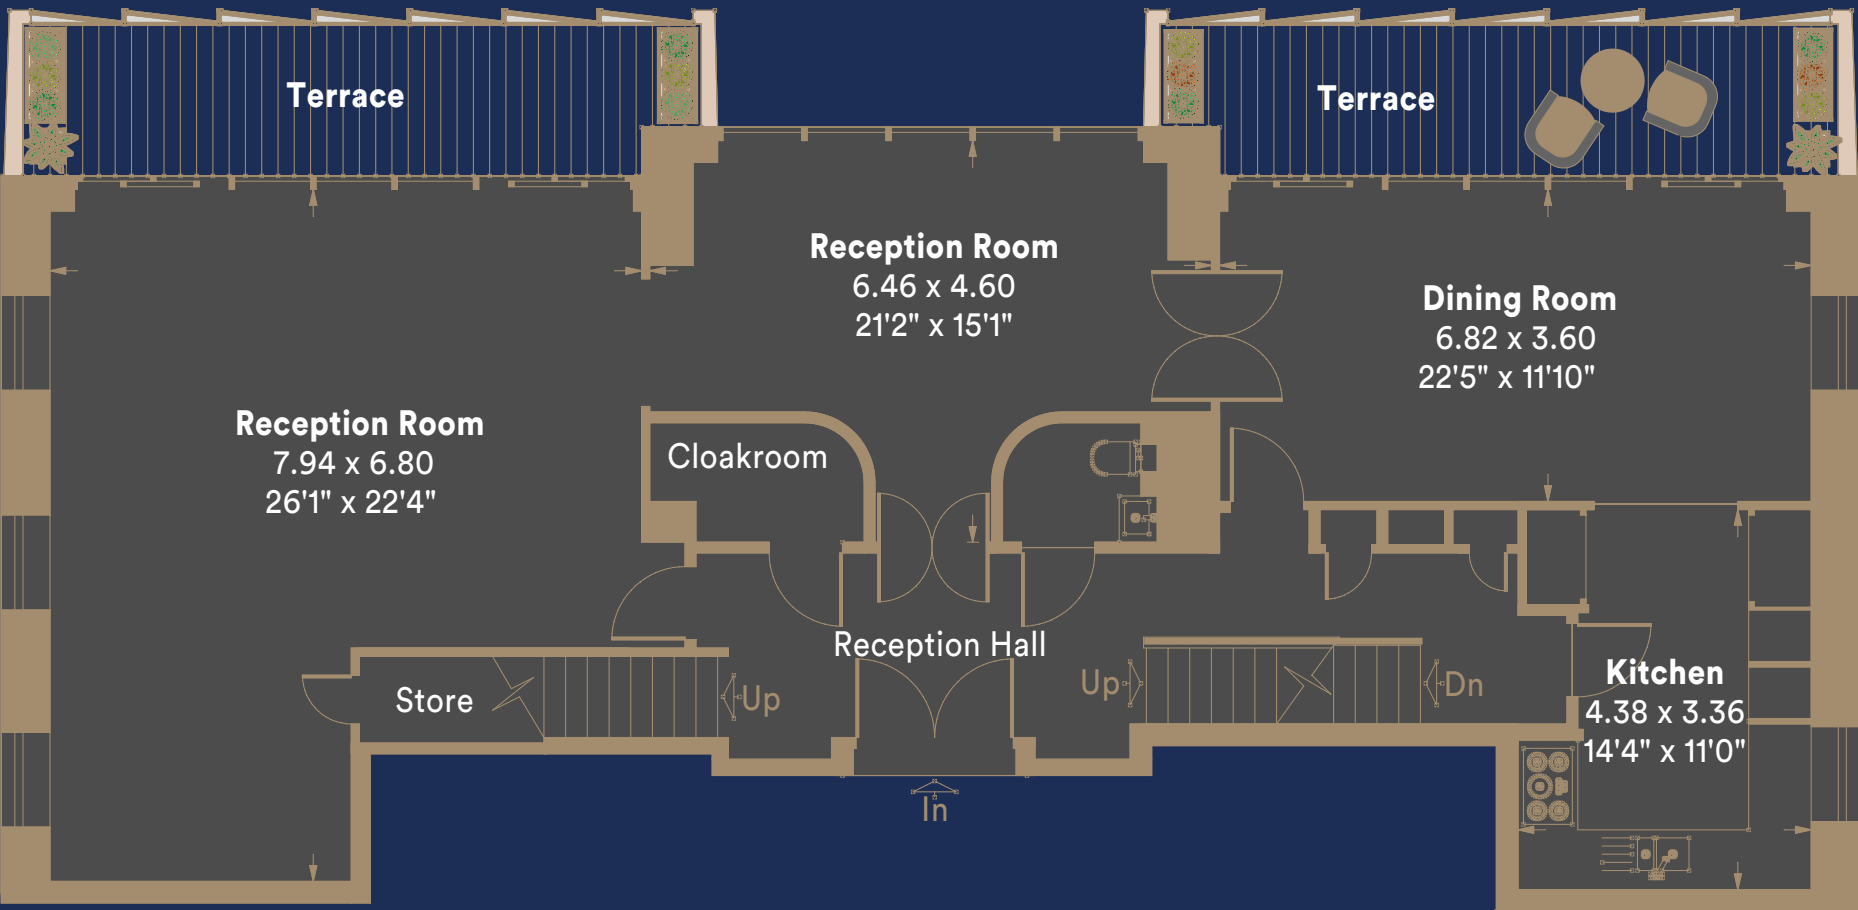 Terrace
Terrace
Reception Room
6.46 x 4.60
21'2" x 15'1"
Dining Room
6.82 x 3.60
22'5" x 11'10"
Reception Room
7.94 x 6.80
26'1" x 22'4"
Cloakroom
Reception Hall
Store
Up
Up
Dn
Kitchen
4.38 x 3.36
14'4" x 11'0"
In